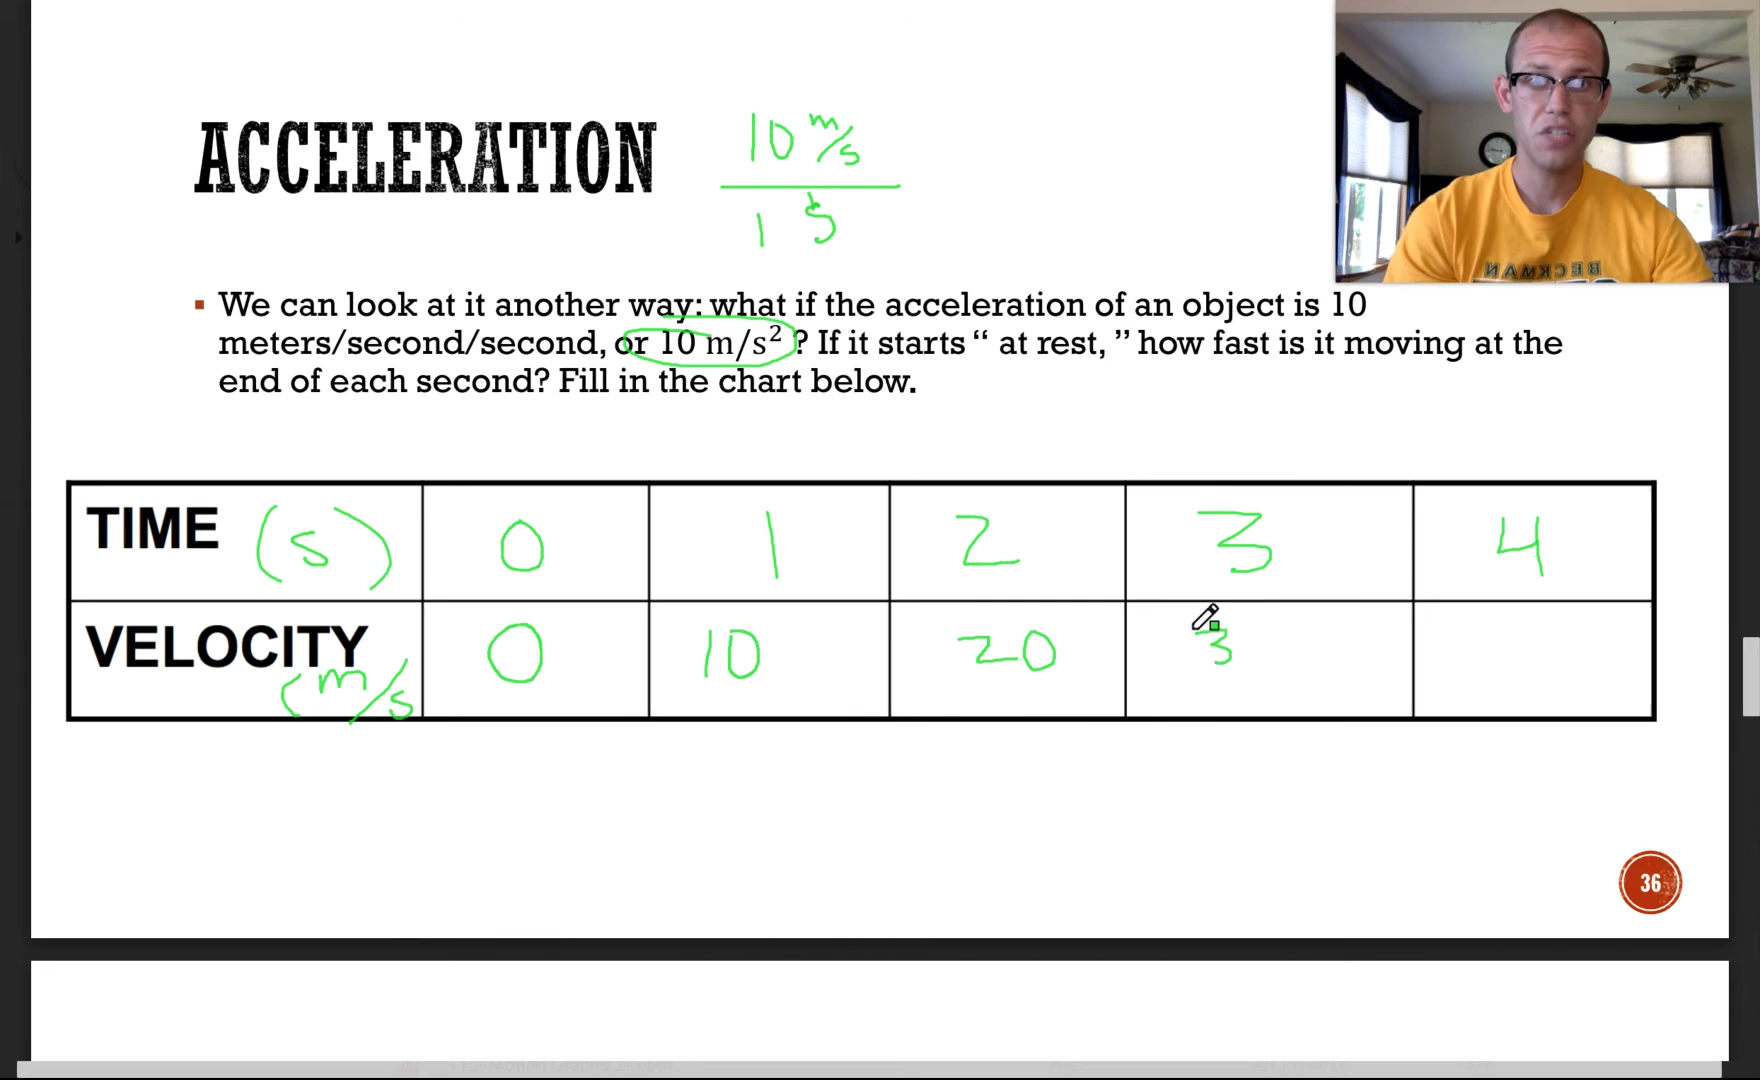 ACCELERATION
10 m/s
1 s
BECKMAN
▪ We can look at it another way: what if the acceleration of an object is 10
meters/second/second, or 10 m/s² ? If it starts “ at rest, ” how fast is it moving at the
end of each second? Fill in the chart below.
TIME (s) 0 1 2 3 4
VELOCITY 0 10 20 3
(m/s
36